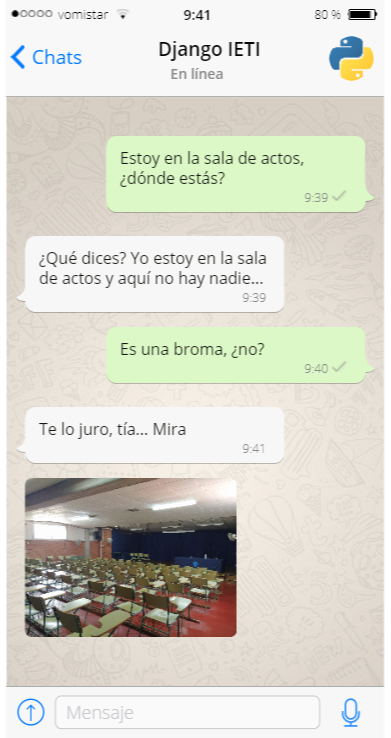 vomistar 9:41 80 %
Chats Django IETI
En línea
Estoy en la sala de actos,
¿dónde estás?
9:39
¿Qué dices? Yo estoy en la sala
de actos y aquí no hay nadie...
9:39
Es una broma, ¿no?
9:40
Te lo juro, tía... Mira
9:41
Mensaje